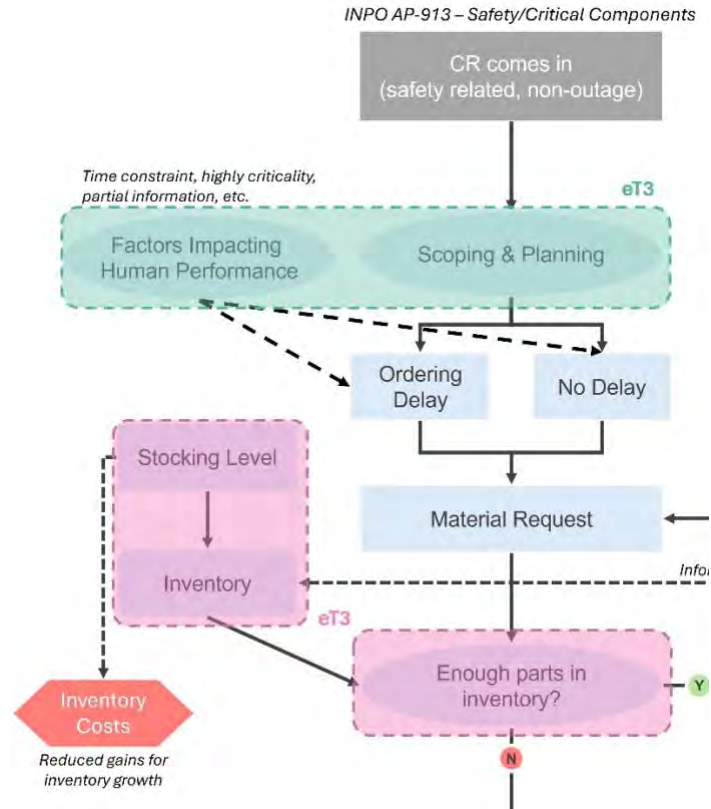 INPO AP-913 – Safety/Critical Components
CR comes in
(safety related, non-outage)
Time constraint, highly criticality,
partial information, etc.
eT3
Factors Impacting
Human Performance
Scoping & Planning
Ordering
Delay
No Delay
Stocking Level
Material Request
Inventory
Infor
eT3
Enough parts in
inventory?
Y
Inventory
Costs
Reduced gains for
inventory growth
N